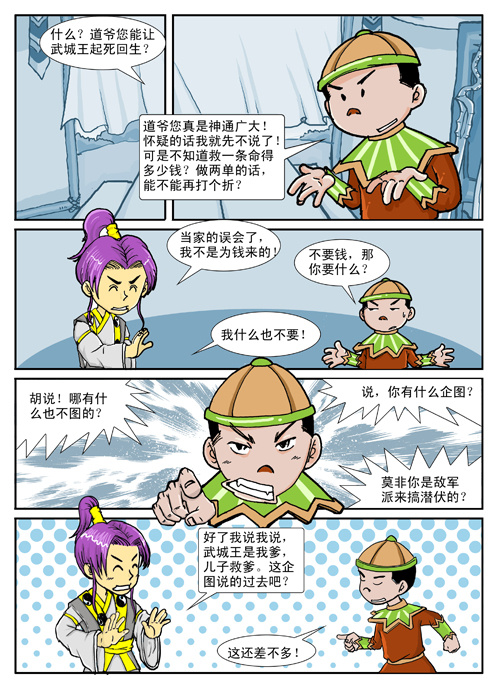 什么？道爷您能让
武城王起死回生？
道爷您真是神通广大！
怀疑的话我就先不说了！
可是不知道救一条命得
多少钱？做两单的话，
能不能再打个折？
当家的误会了，
我不是为钱来的！
不要钱，那
你要什么？
我什么也不要！
胡说！哪有什
么也不图的？
说，你有什么企图？
莫非你是敌军
派来搞潜伏的？
好了我说我说，
武城王是我爹，
儿子救爹。这企
图说的过去吧？
这还差不多！